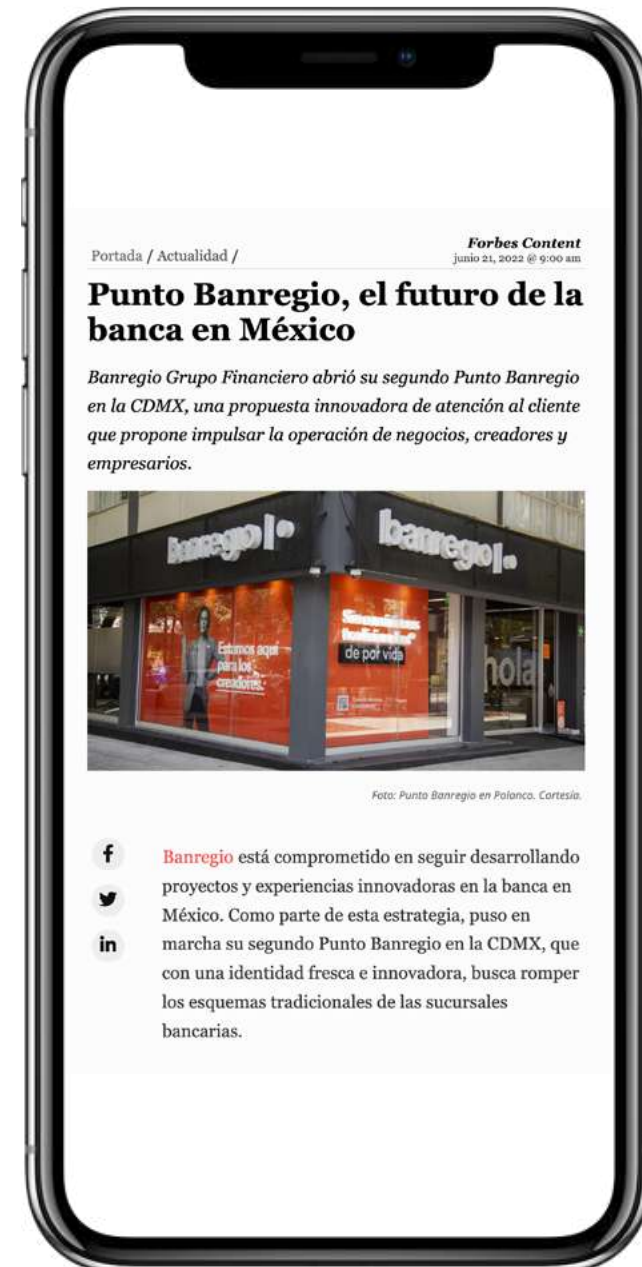 Portada / Actualidad /
Forbes Content
junio 21, 2022 @ 9:00 am
Punto Banregio, el futuro de la
banca en México
Banregio Grupo Financiero abrió su segundo Punto Banregio
en la CDMX, una propuesta innovadora de atención al cliente
que propone impulsar la operación de negocios, creadores y
empresarios.
banregio
banregio
Estamos aquí
para los
creadores.
Sin comisiones
tradicionales*
de por vida
hola
Foto: Punto Banregio en Polanco. Cortesía.
f
in
Banregio está comprometido en seguir desarrollando
proyectos y experiencias innovadoras en la banca en
México. Como parte de esta estrategia, puso en
marcha su segundo Punto Banregio en la CDMX, que
con una identidad fresca e innovadora, busca romper
los esquemas tradicionales de las sucursales
bancarias.